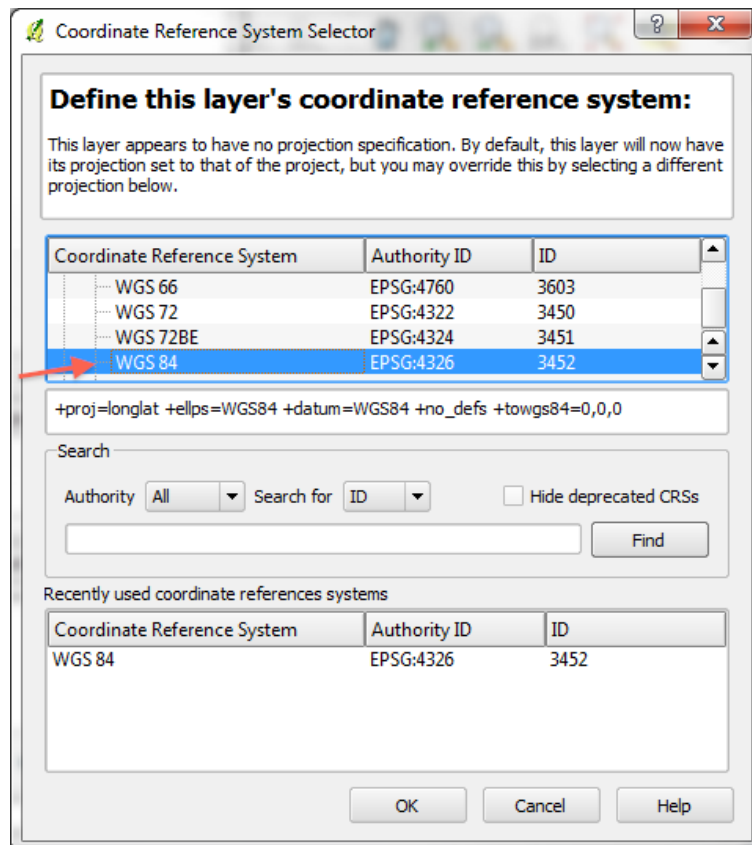 Coordinate Reference System Selector
Define this layer's coordinate reference system:
This layer appears to have no projection specification. By default, this layer will now have
its projection set to that of the project, but you may override this by selecting a different
projection below.
Coordinate Reference System Authority ID ID
WGS 66 EPSG:4760 3603
WGS 72 EPSG:4322 3450
WGS 72BE EPSG:4324 3451
WGS 84 EPSG:4326 3452
+proj=longlat +ellps=WGS84 +datum=WGS84 +no_defs +towgs84=0,0,0
Search
Authority All Search for ID Hide deprecated CRSs
Find
Recently used coordinate references systems
Coordinate Reference System Authority ID ID
WGS 84 EPSG:4326 3452
OK Cancel Help